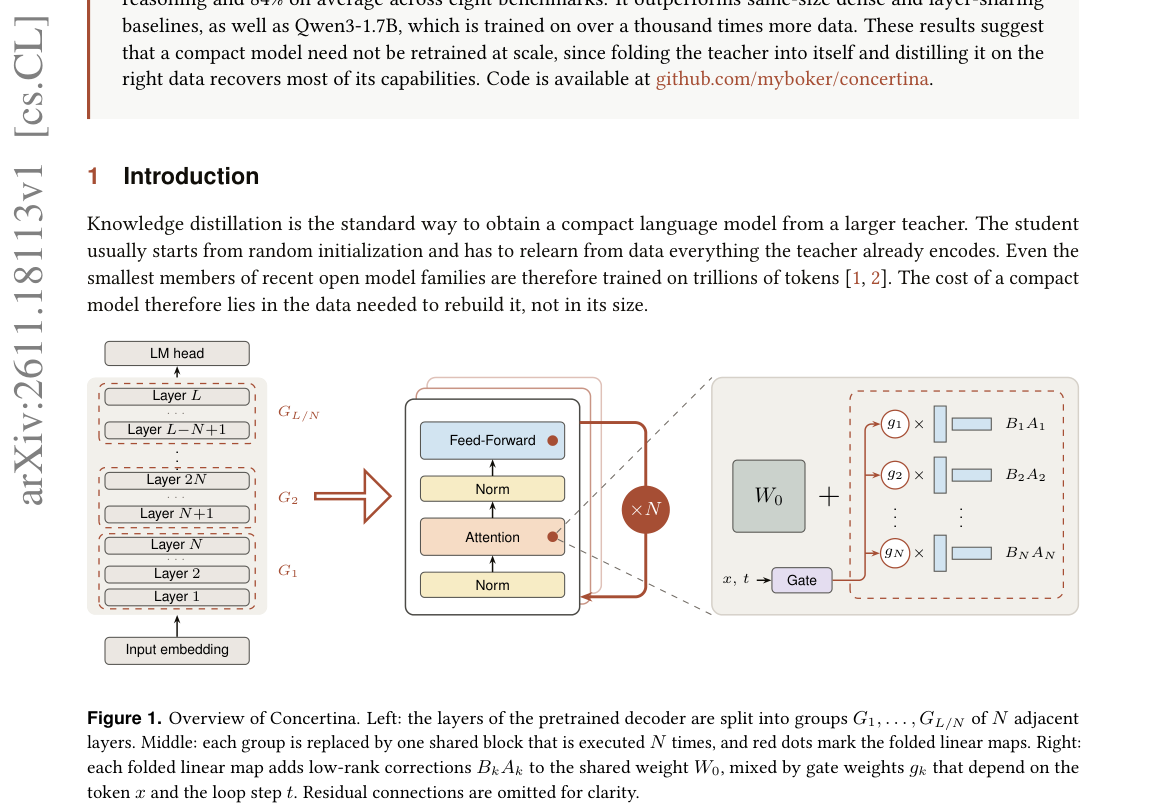 reasoning and 84% on average across eight benchmarks. It outperforms same-size dense and layer-sharing
baselines, as well as Qwen3-1.7B, which is trained on over a thousand times more data. These results suggest
that a compact model need not be retrained at scale, since folding the teacher into itself and distilling it on the
right data recovers most of its capabilities. Code is available at github.com/myboker/concertina.
arXiv:2611.18113v1 [cs.CL]
1 Introduction
Knowledge distillation is the standard way to obtain a compact language model from a larger teacher. The student
usually starts from random initialization and has to relearn from data everything the teacher already encodes. Even the
smallest members of recent open model families are therefore trained on trillions of tokens [1, 2]. The cost of a compact
model therefore lies in the data needed to rebuild it, not in its size.
LM head
Layer L
. . .
Layer L−N+1
⋮
Layer 2N
. . .
Layer N+1
Layer N
. . .
Layer 2
Layer 1
Input embedding
G_{L/N}
G_2
G_1
Feed-Forward
Norm
Attention
Norm
×N
W_0
+
g_1 × B_1A_1
g_2 × B_2A_2
⋮ ⋮
g_N × B_NA_N
x, t
Gate
Figure 1. Overview of Concertina. Left: the layers of the pretrained decoder are split into groups G_1, . . . , G_{L/N} of N adjacent
layers. Middle: each group is replaced by one shared block that is executed N times, and red dots mark the folded linear maps. Right:
each folded linear map adds low-rank corrections B_kA_k to the shared weight W_0, mixed by gate weights g_k that depend on the
token x and the loop step t. Residual connections are omitted for clarity.